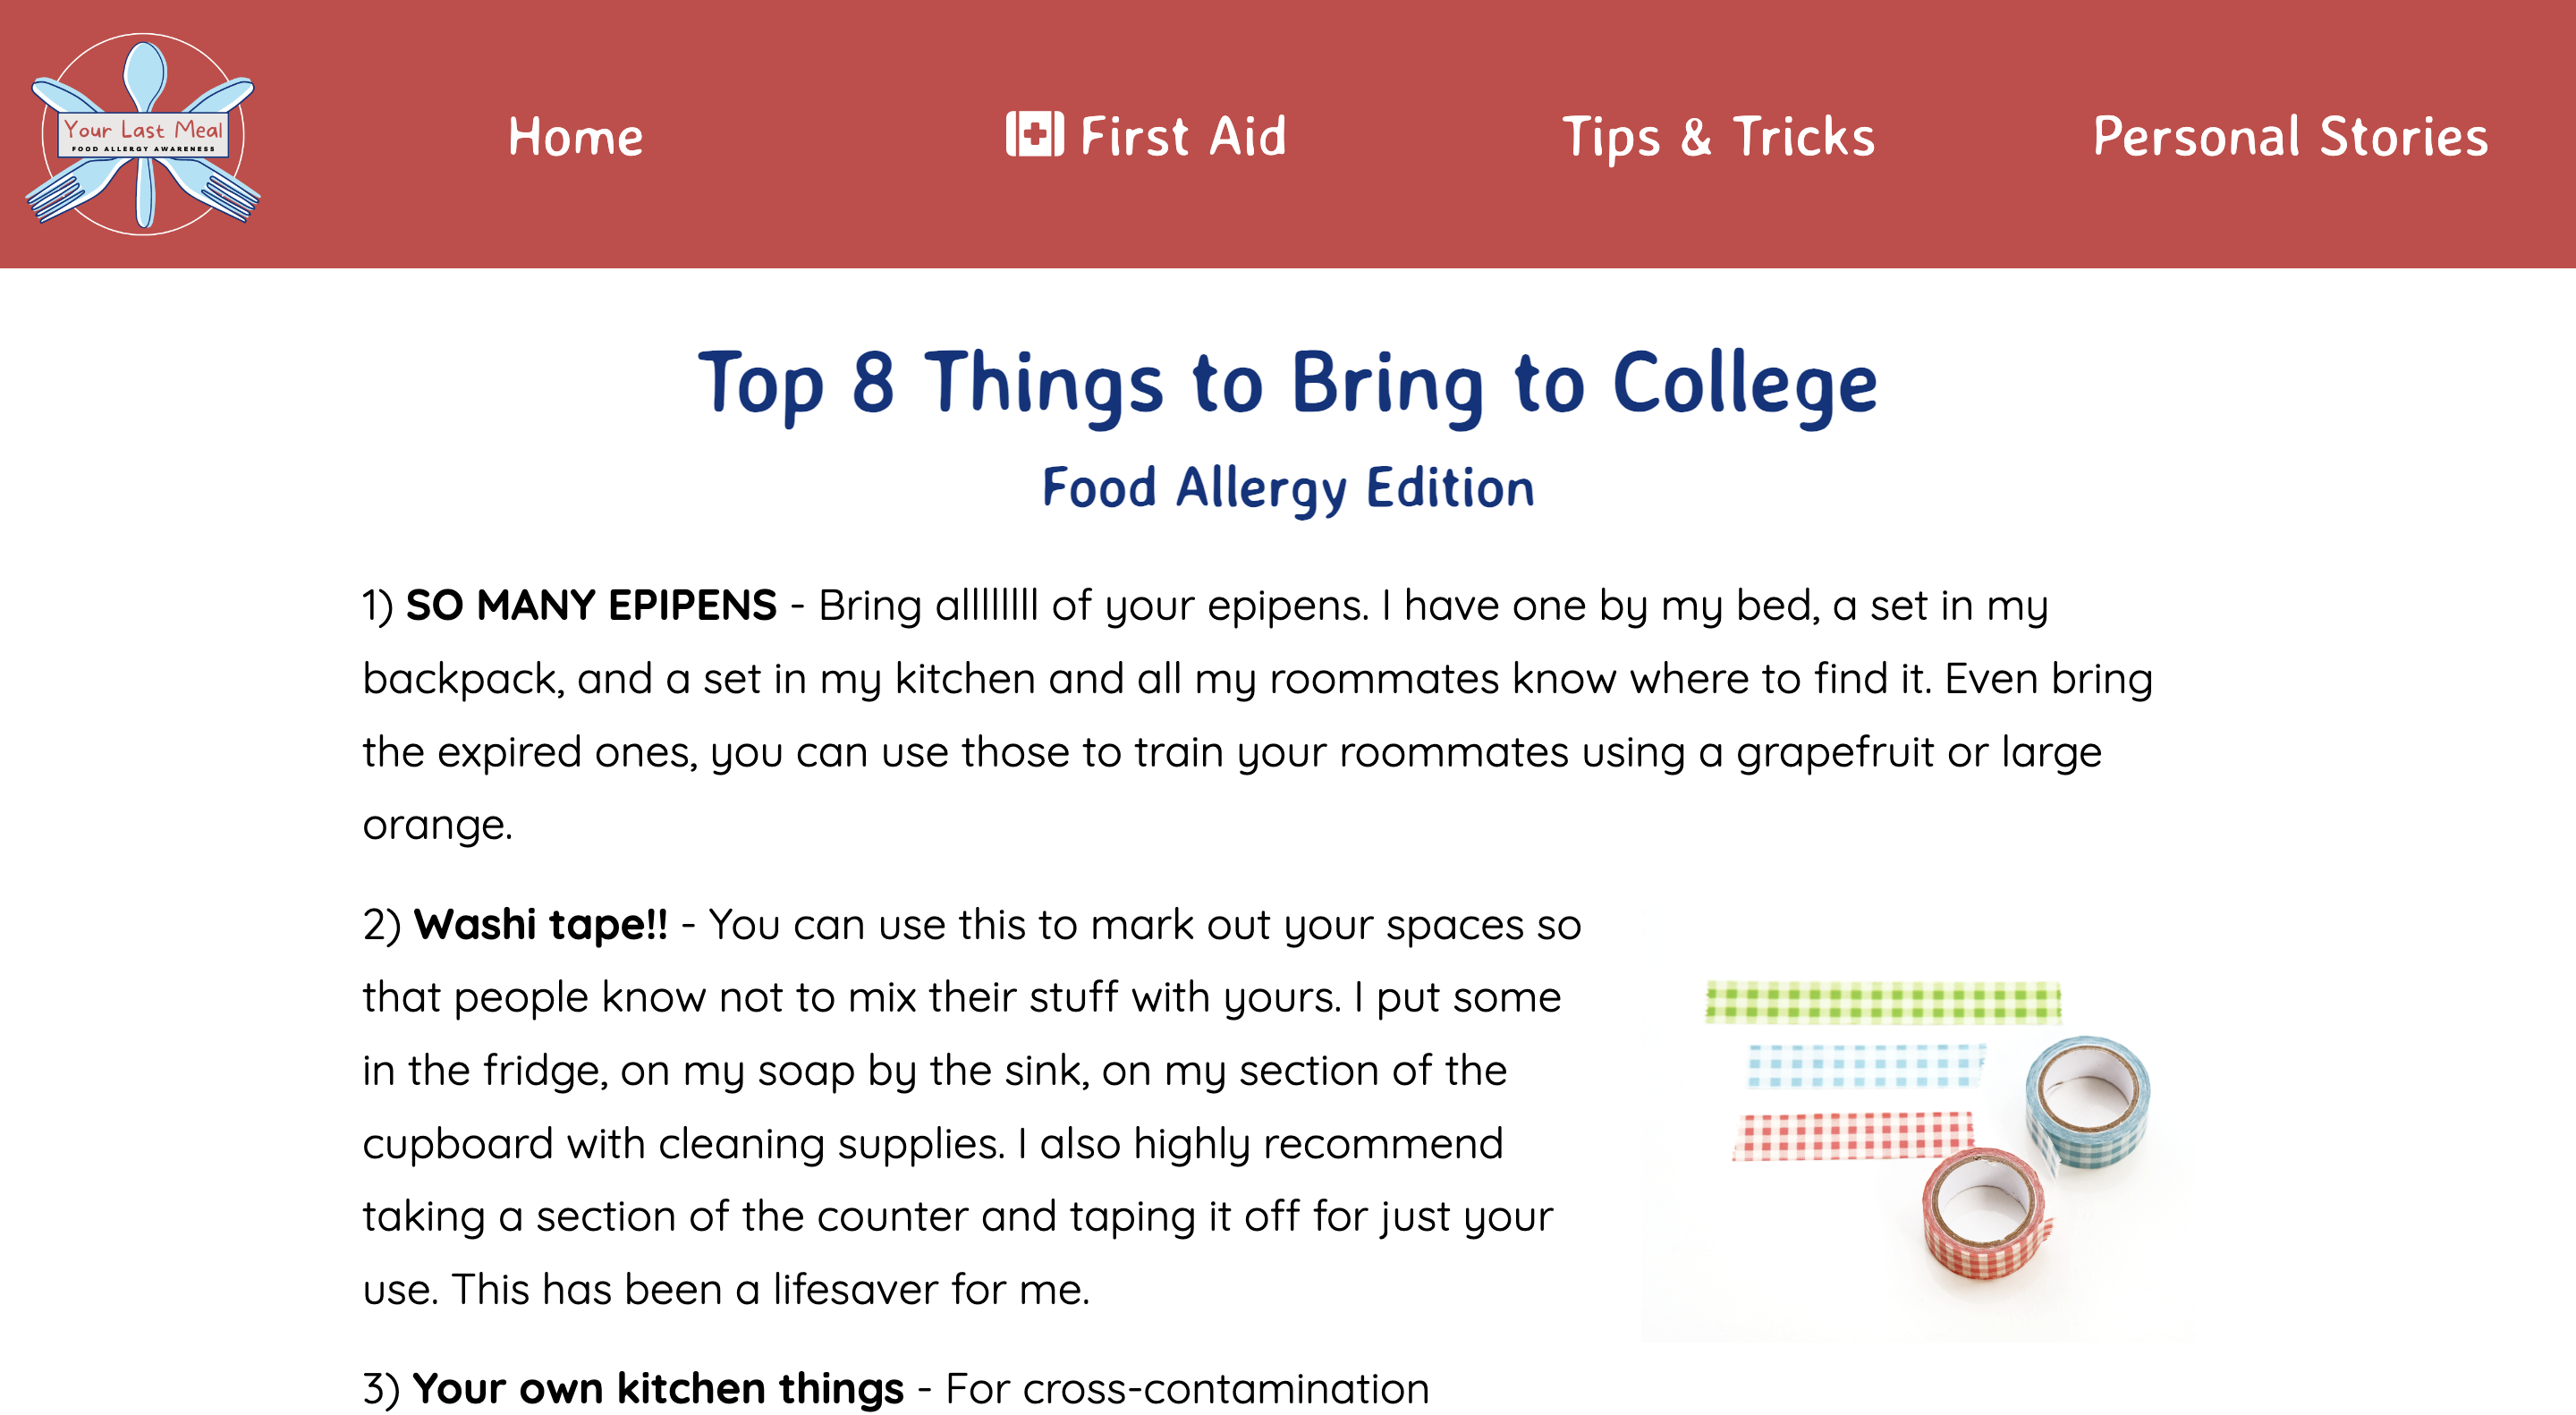 Your Last Meal
FOOD ALLERGY AWARENESS
Home
First Aid
Tips & Tricks
Personal Stories
Top 8 Things to Bring to College
Food Allergy Edition
1) SO MANY EPIPENS - Bring allllllll of your epipens. I have one by my bed, a set in my
backpack, and a set in my kitchen and all my roommates know where to find it. Even bring
the expired ones, you can use those to train your roommates using a grapefruit or large
orange.
2) Washi tape!! - You can use this to mark out your spaces so
that people know not to mix their stuff with yours. I put some
in the fridge, on my soap by the sink, on my section of the
cupboard with cleaning supplies. I also highly recommend
taking a section of the counter and taping it off for just your
use. This has been a lifesaver for me.
3) Your own kitchen things - For cross-contamination